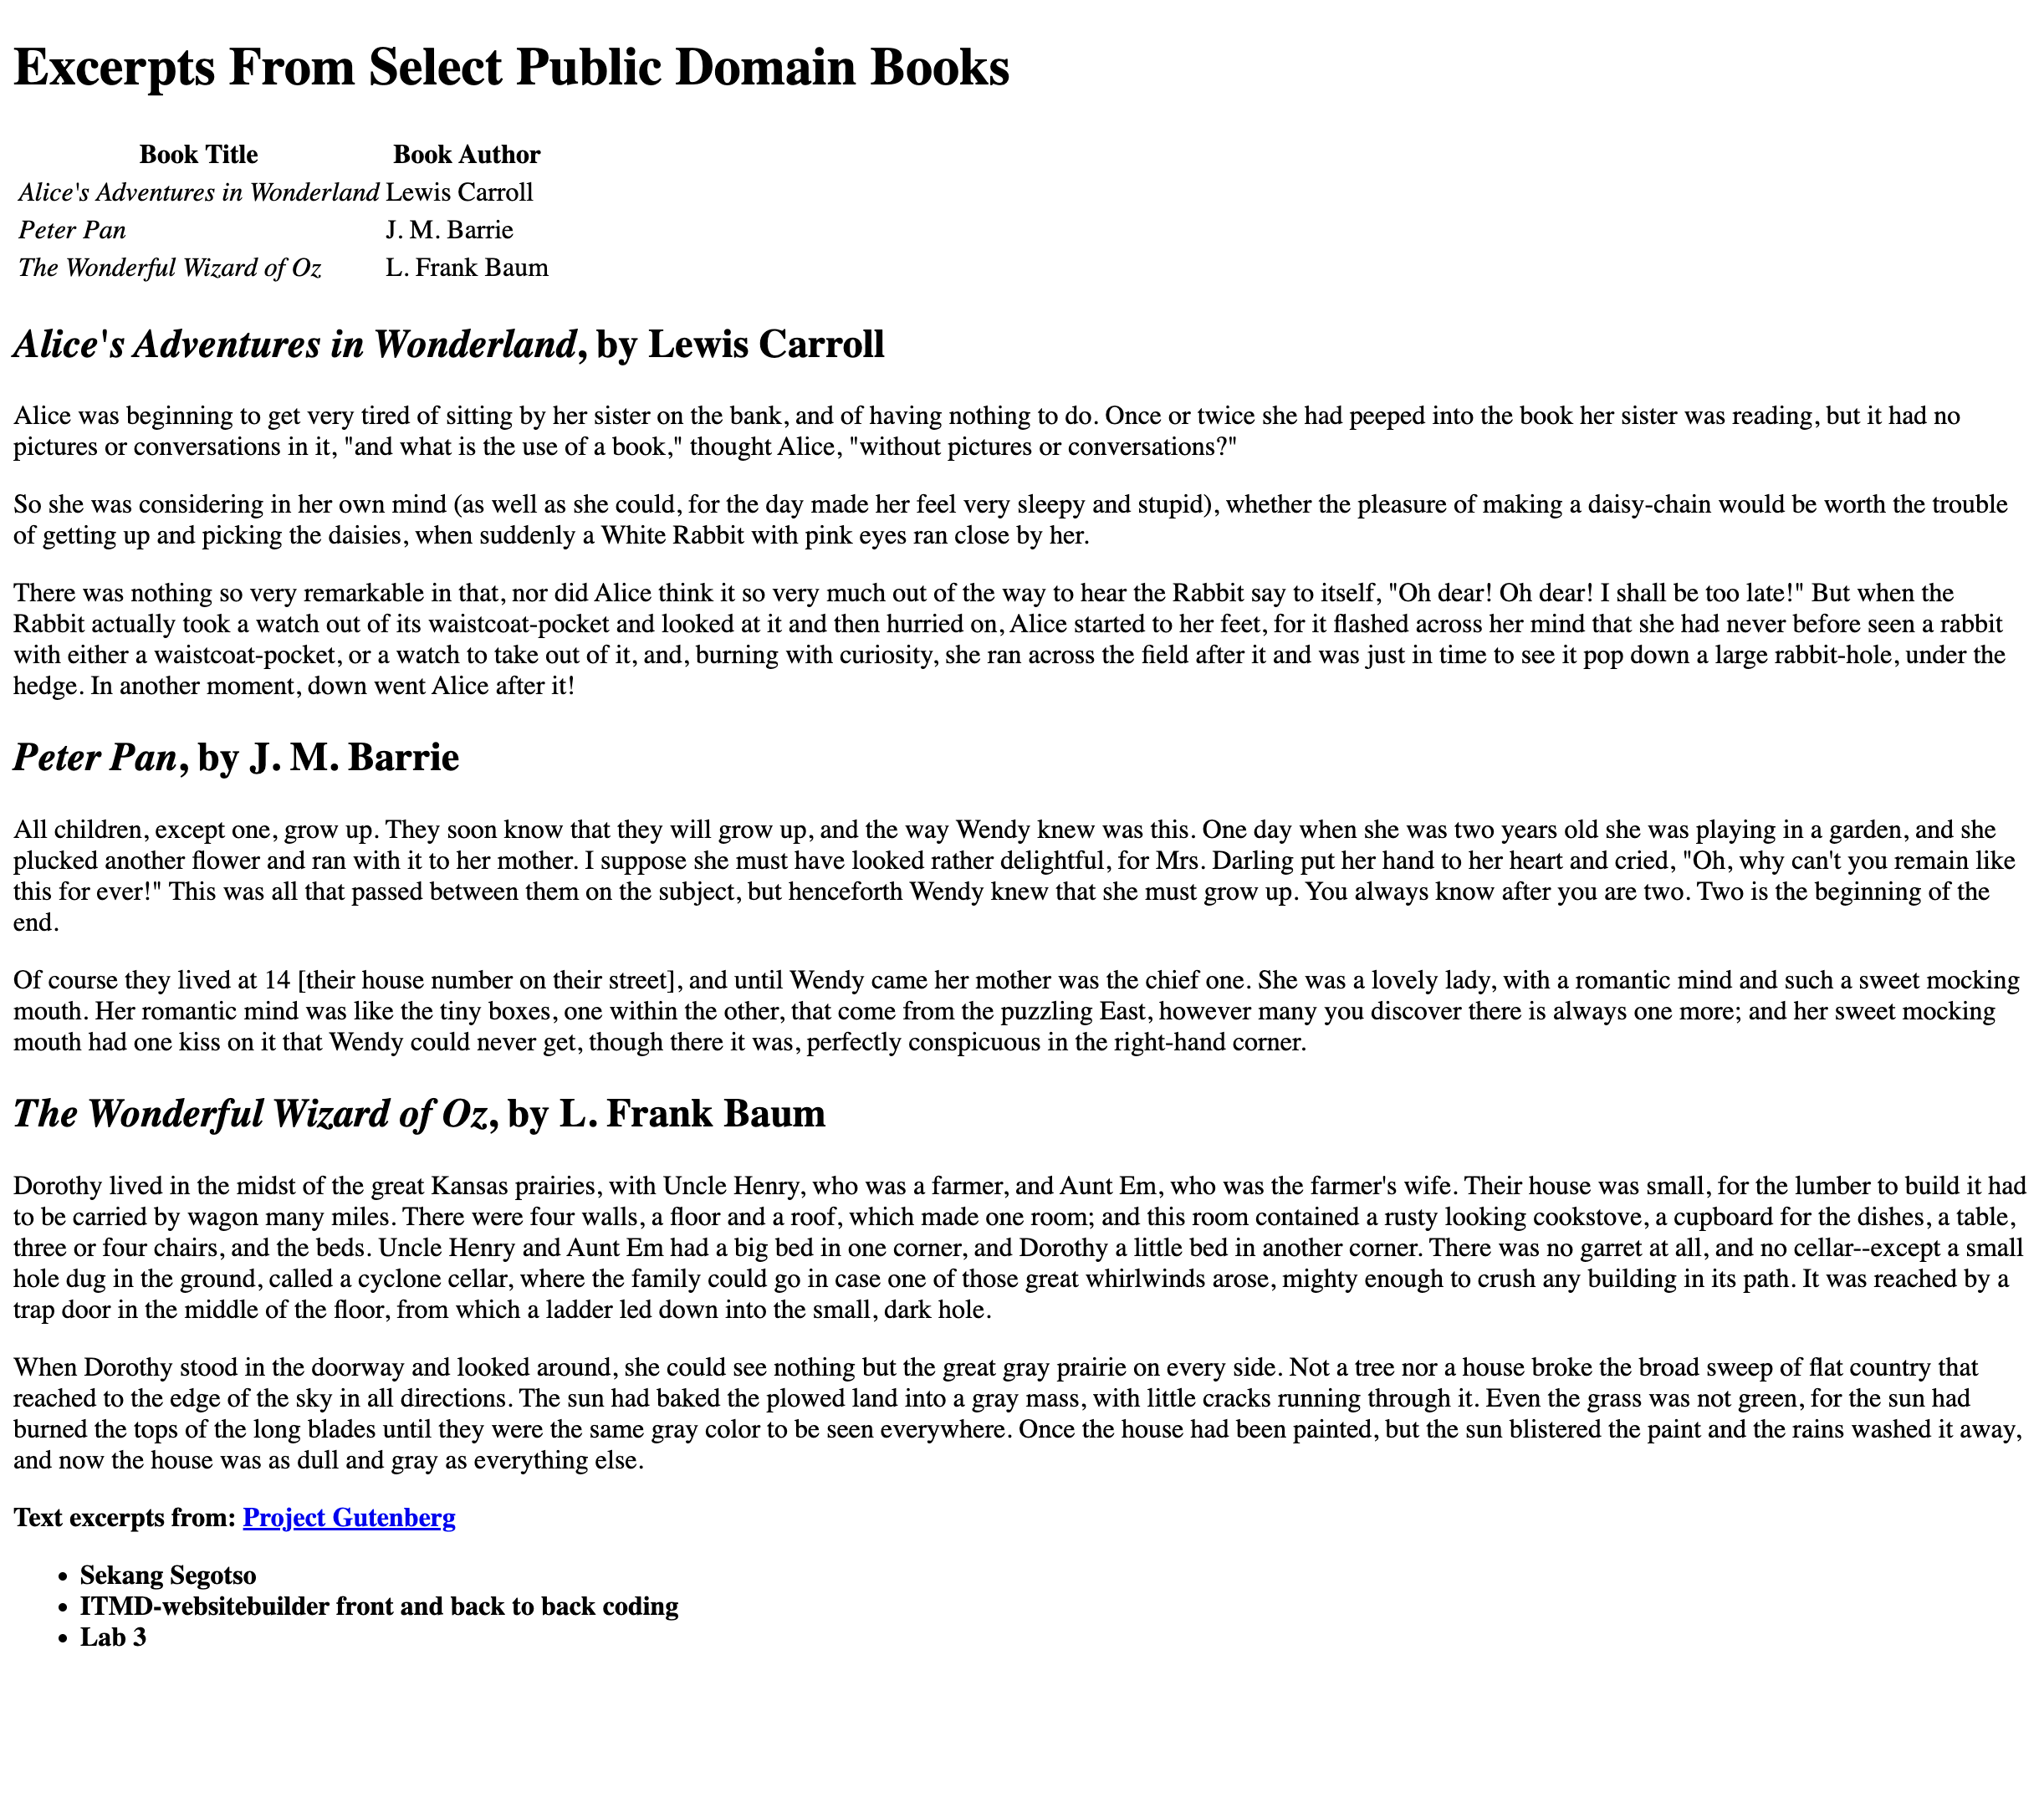 Excerpts From Select Public Domain Books
Book Title Book Author
Alice's Adventures in Wonderland Lewis Carroll
Peter Pan J. M. Barrie
The Wonderful Wizard of Oz L. Frank Baum
Alice's Adventures in Wonderland, by Lewis Carroll
Alice was beginning to get very tired of sitting by her sister on the bank, and of having nothing to do. Once or twice she had peeped into the book her sister was reading, but it had no
pictures or conversations in it, "and what is the use of a book," thought Alice, "without pictures or conversations?"
So she was considering in her own mind (as well as she could, for the day made her feel very sleepy and stupid), whether the pleasure of making a daisy-chain would be worth the trouble
of getting up and picking the daisies, when suddenly a White Rabbit with pink eyes ran close by her.
There was nothing so very remarkable in that, nor did Alice think it so very much out of the way to hear the Rabbit say to itself, "Oh dear! Oh dear! I shall be too late!" But when the
Rabbit actually took a watch out of its waistcoat-pocket and looked at it and then hurried on, Alice started to her feet, for it flashed across her mind that she had never before seen a rabbit
with either a waistcoat-pocket, or a watch to take out of it, and, burning with curiosity, she ran across the field after it and was just in time to see it pop down a large rabbit-hole, under the
hedge. In another moment, down went Alice after it!
Peter Pan, by J. M. Barrie
All children, except one, grow up. They soon know that they will grow up, and the way Wendy knew was this. One day when she was two years old she was playing in a garden, and she
plucked another flower and ran with it to her mother. I suppose she must have looked rather delightful, for Mrs. Darling put her hand to her heart and cried, "Oh, why can't you remain like
this for ever!" This was all that passed between them on the subject, but henceforth Wendy knew that she must grow up. You always know after you are two. Two is the beginning of the
end.
Of course they lived at 14 [their house number on their street], and until Wendy came her mother was the chief one. She was a lovely lady, with a romantic mind and such a sweet mocking
mouth. Her romantic mind was like the tiny boxes, one within the other, that come from the puzzling East, however many you discover there is always one more; and her sweet mocking
mouth had one kiss on it that Wendy could never get, though there it was, perfectly conspicuous in the right-hand corner.
The Wonderful Wizard of Oz, by L. Frank Baum
Dorothy lived in the midst of the great Kansas prairies, with Uncle Henry, who was a farmer, and Aunt Em, who was the farmer's wife. Their house was small, for the lumber to build it had
to be carried by wagon many miles. There were four walls, a floor and a roof, which made one room; and this room contained a rusty looking cookstove, a cupboard for the dishes, a table,
three or four chairs, and the beds. Uncle Henry and Aunt Em had a big bed in one corner, and Dorothy a little bed in another corner. There was no garret at all, and no cellar--except a small
hole dug in the ground, called a cyclone cellar, where the family could go in case one of those great whirlwinds arose, mighty enough to crush any building in its path. It was reached by a
trap door in the middle of the floor, from which a ladder led down into the small, dark hole.
When Dorothy stood in the doorway and looked around, she could see nothing but the great gray prairie on every side. Not a tree nor a house broke the broad sweep of flat country that
reached to the edge of the sky in all directions. The sun had baked the plowed land into a gray mass, with little cracks running through it. Even the grass was not green, for the sun had
burned the tops of the long blades until they were the same gray color to be seen everywhere. Once the house had been painted, but the sun blistered the paint and the rains washed it away,
and now the house was as dull and gray as everything else.
Text excerpts from: Project Gutenberg
• Sekang Segotso
• ITMD-websitebuilder front and back to back coding
• Lab 3